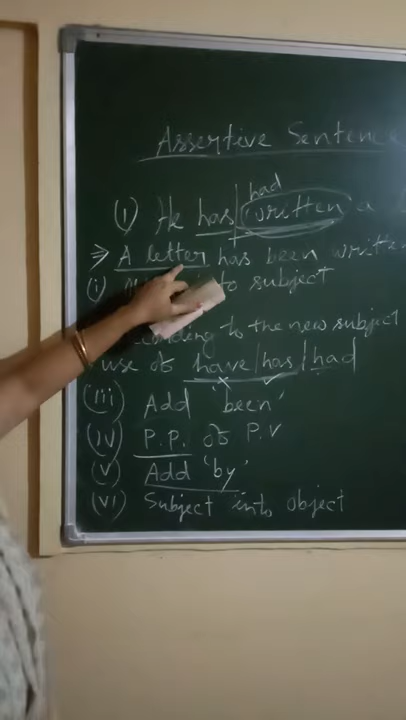 Assertive Sentence
had
(1) He has written a
⇒ A letter has been written
(i) to subject
to the new subject
use of have/has/had
(iii) Add 'been'
(iv) P.P. of P.V
(v) Add 'by'
(vi) Subject into object